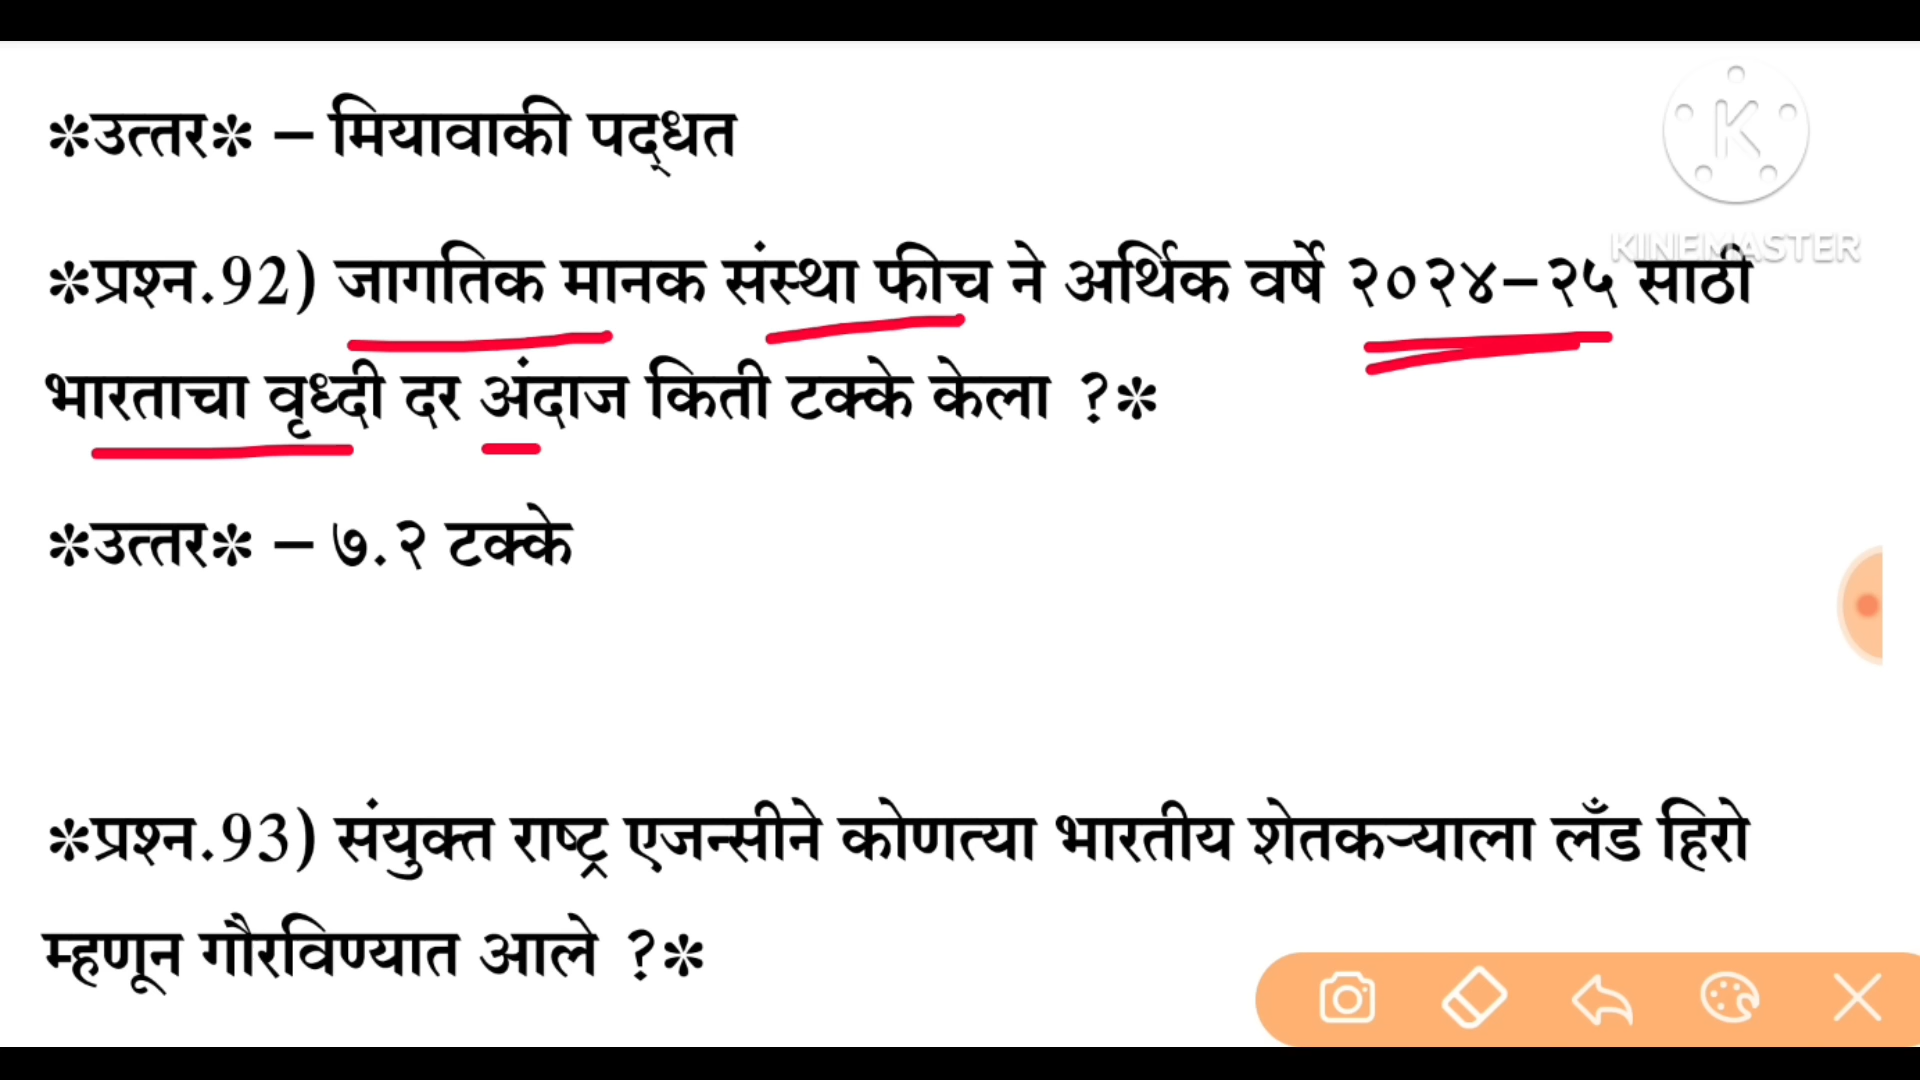 *उत्तर* – मियावाकी पद्धत
KINEMASTER
*प्रश्न.92) जागतिक मानक संस्था फीच ने अर्थिक वर्षे २०२४–२५ साठी
भारताचा वृध्दी दर अंदाज किती टक्के केला ?*
*उत्तर* – ७.२ टक्के
*प्रश्न.93) संयुक्त राष्ट्र एजन्सीने कोणत्या भारतीय शेतकऱ्याला लँड हिरो
म्हणून गौरविण्यात आले ?*